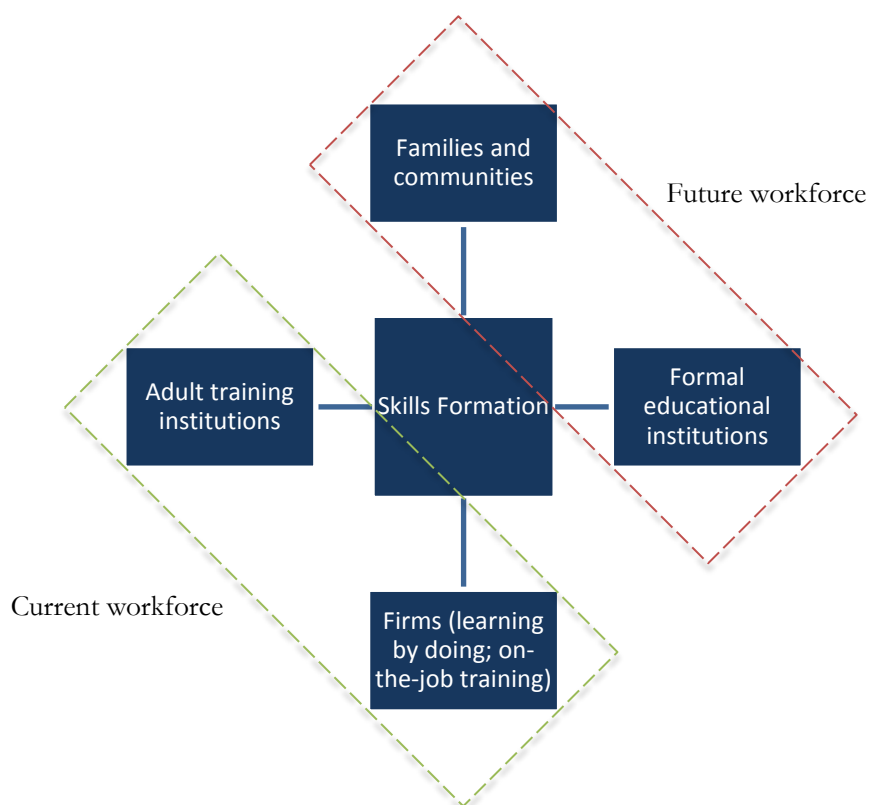 Families and
communities
Future workforce
Adult training
institutions
Skills Formation
Formal
educational
institutions
Current workforce
Firms (learning
by doing; on-
the-job training)